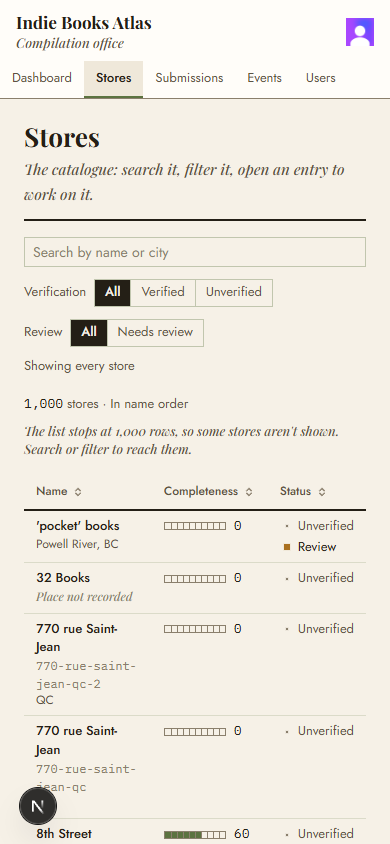 Indie Books Atlas
Compilation office
Dashboard Stores Submissions Events Users
Stores
The catalogue: search it, filter it, open an entry to
work on it.
Search by name or city
Verification All Verified Unverified
Review All Needs review
Showing every store
1,000 stores · In name order
The list stops at 1,000 rows, so some stores aren't shown.
Search or filter to reach them.
Name Completeness Status
'pocket' books 0 · Unverified
Powell River, BC Review
32 Books 0 · Unverified
Place not recorded
770 rue Saint- 0 · Unverified
Jean
770-rue-saint-
jean-qc-2
QC
770 rue Saint- 0 · Unverified
Jean
770-rue-saint-
jean-qc
N
8th Street 60 · Unverified